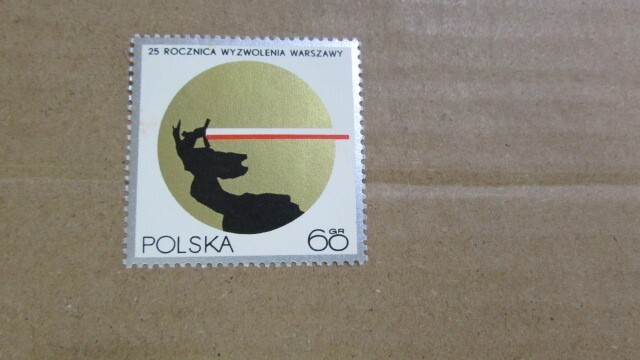 25 ROCZNICA WYZWOLENIA WARSZAWY
POLSKA
60 GR